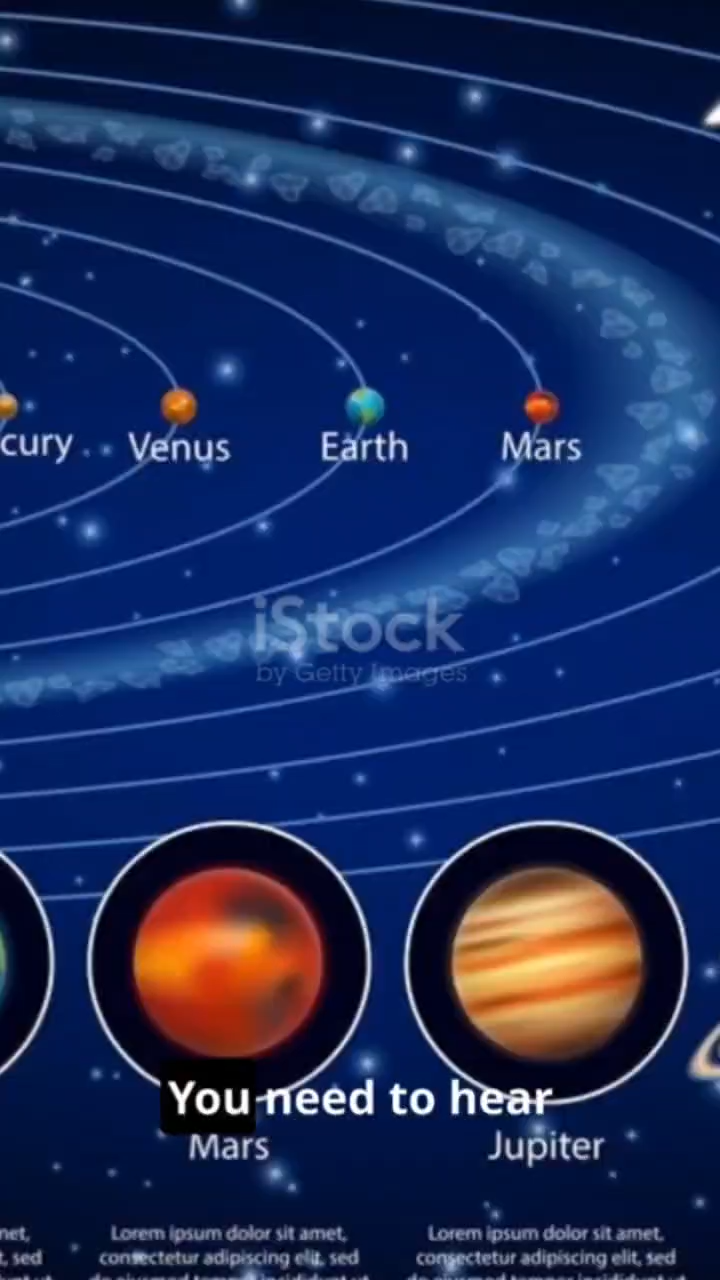 cury
Venus
Earth
Mars
iStock
by Getty Images
You need to hear
Mars
Jupiter
Lorem ipsum dolor sit amet,
consectetur adipiscing elit, sed
Lorem ipsum dolor sit amet,
consectetur adipiscing elit, sed